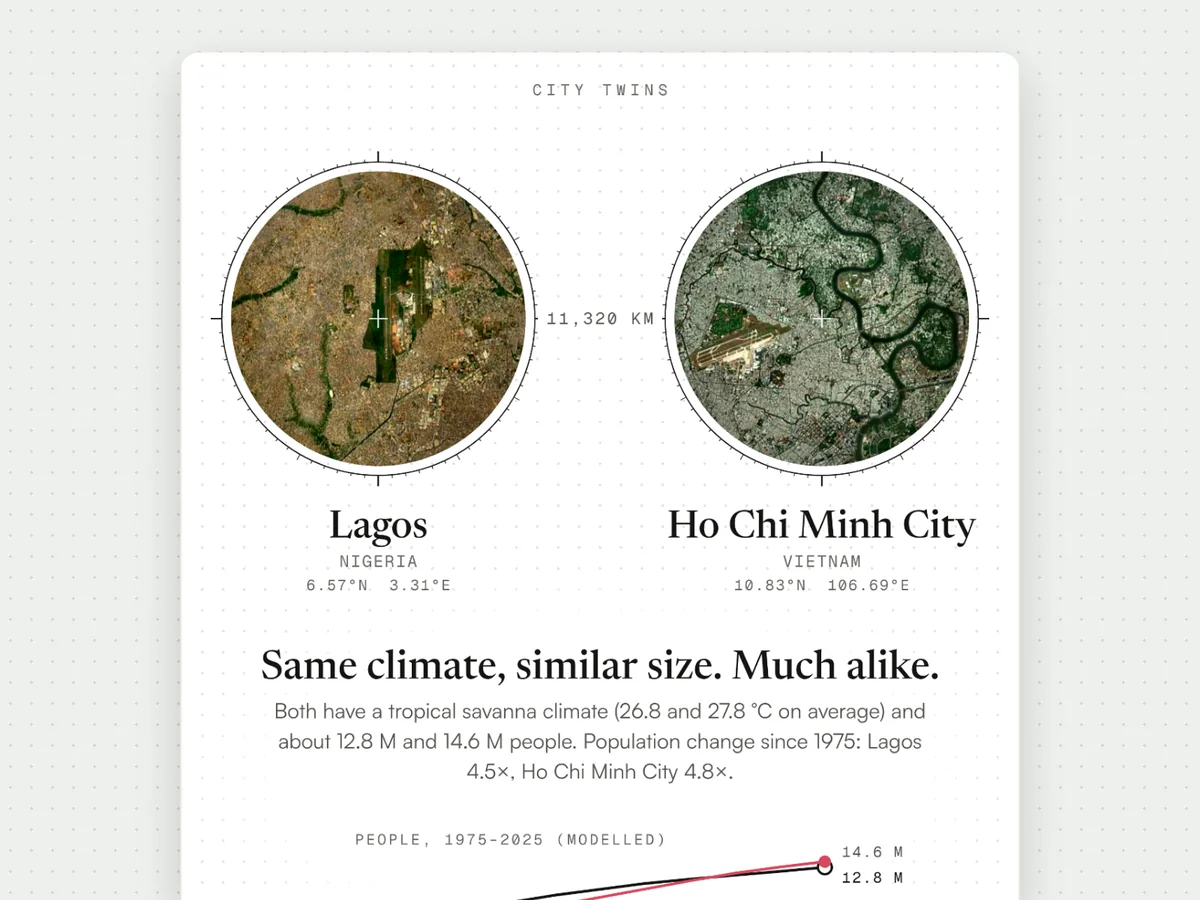 CITY TWINS
11,320 KM
Lagos
NIGERIA
6.57°N 3.31°E
Ho Chi Minh City
VIETNAM
10.83°N 106.69°E
Same climate, similar size. Much alike.
Both have a tropical savanna climate (26.8 and 27.8 °C on average) and
about 12.8 M and 14.6 M people. Population change since 1975: Lagos
4.5×, Ho Chi Minh City 4.8×.
PEOPLE, 1975-2025 (MODELLED)
14.6 M
12.8 M